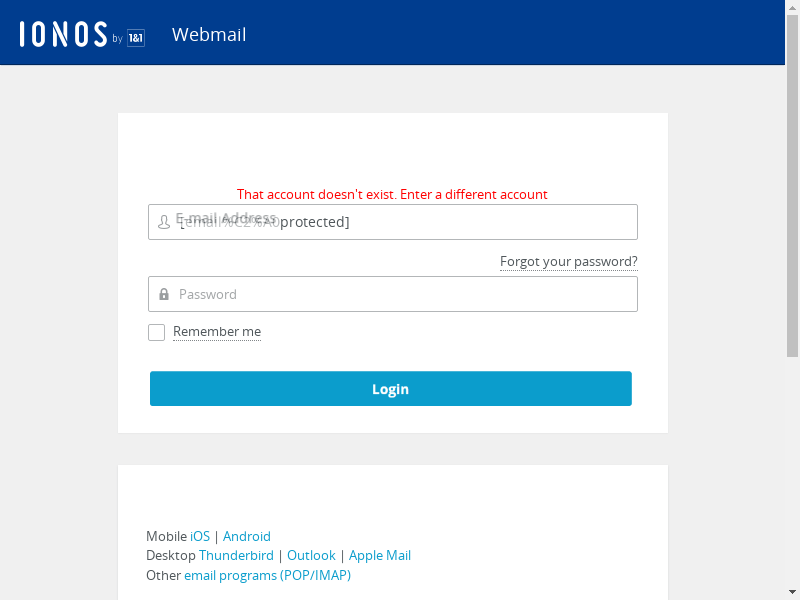 IONOS by 1&1 Webmail
That account doesn't exist. Enter a different account
E-mail Address
[email%C2%A0protected]
Forgot your password?
Password
Remember me
Login
Mobile iOS | Android
Desktop Thunderbird | Outlook | Apple Mail
Other email programs (POP/IMAP)